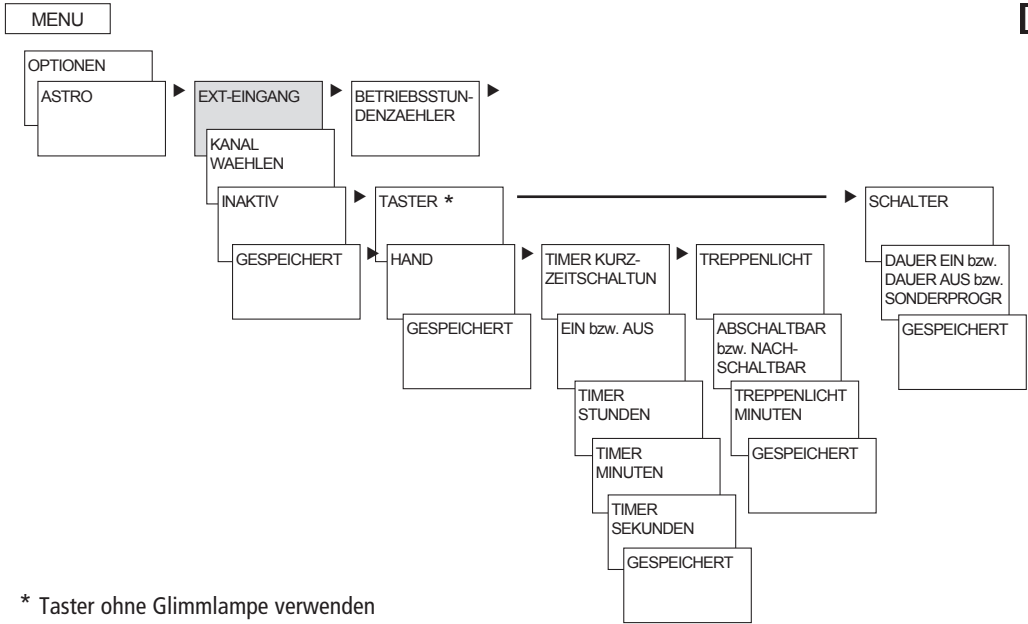 MENU
OPTIONEN
ASTRO
EXT-EINGANG
BETRIEBSSTUN-
DENZAEHLER
KANAL
WAEHLEN
INAKTIV
TASTER *
SCHALTER
GESPEICHERT
HAND
TIMER KURZ-
ZEITSCHALTUN
TREPPENLICHT
DAUER EIN bzw.
DAUER AUS bzw.
SONDERPROGR
GESPEICHERT
EIN bzw. AUS
ABSCHALTBAR
bzw. NACH-
SCHALTBAR
GESPEICHERT
TIMER
STUNDEN
TREPPENLICHT
MINUTEN
TIMER
MINUTEN
GESPEICHERT
TIMER
SEKUNDEN
GESPEICHERT
* Taster ohne Glimmlampe verwenden